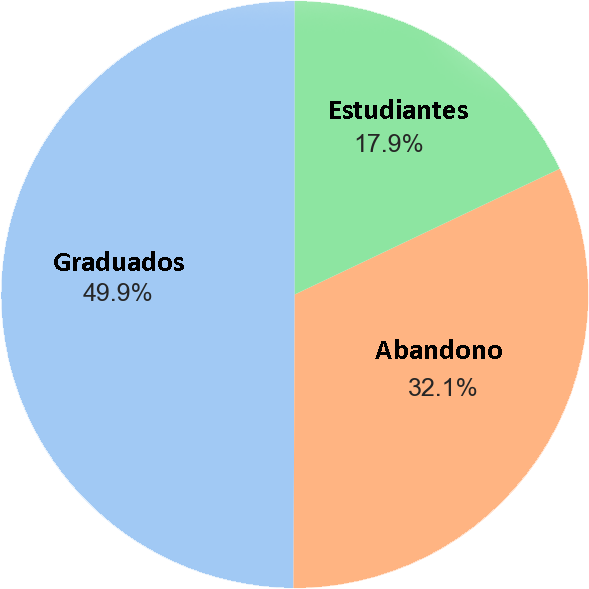 Estudiantes
17.9%
Graduados
49.9%
Abandono
32.1%